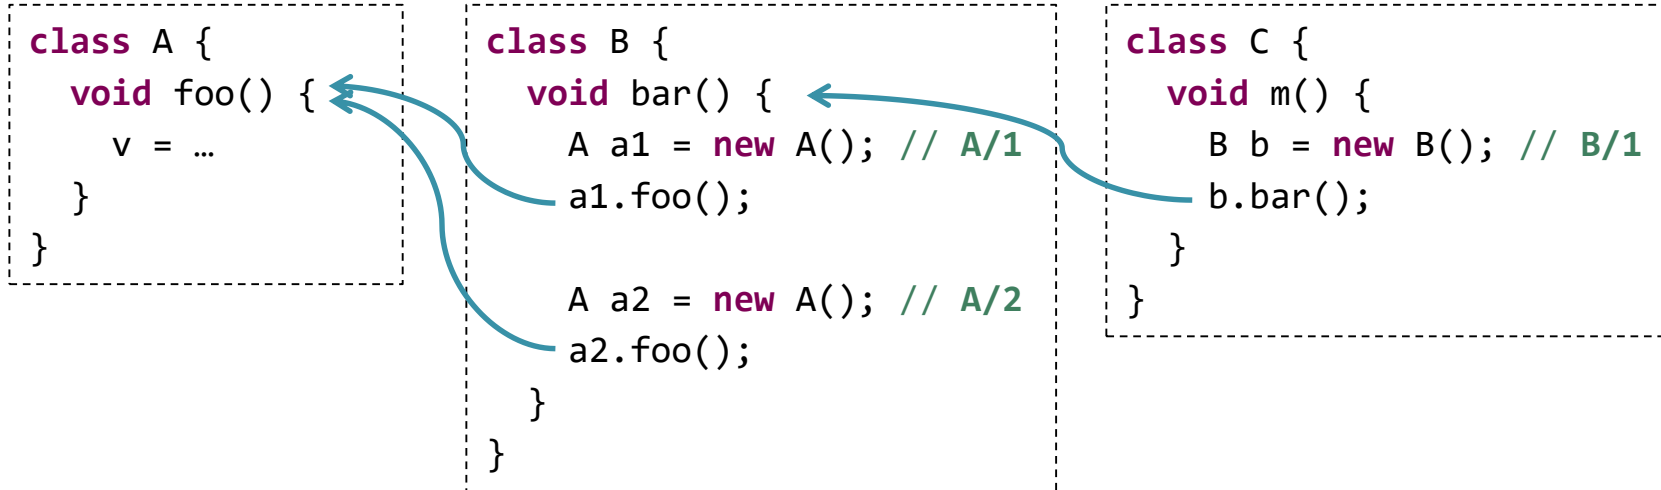 class A {
  void foo() {
    v = …
  }
}
class B {
  void bar() {
    A a1 = new A(); // A/1
    a1.foo();

    A a2 = new A(); // A/2
    a2.foo();
  }
}
class C {
  void m() {
    B b = new B(); // B/1
    b.bar();
  }
}